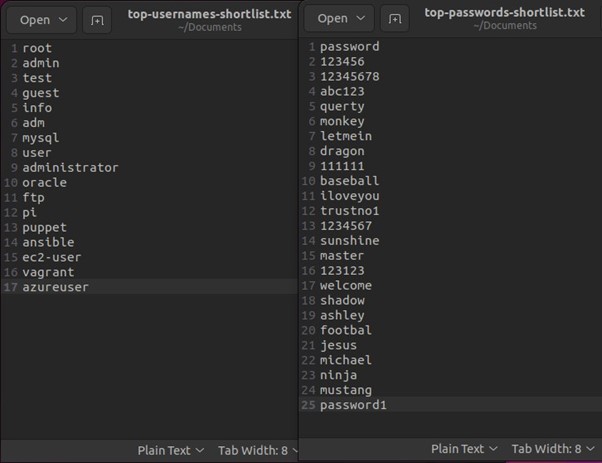 Open
top-usernames-shortlist.txt
~/Documents
1 root
2 admin
3 test
4 guest
5 info
6 adm
7 mysql
8 user
9 administrator
10 oracle
11 ftp
12 pi
13 puppet
14 ansible
15 ec2-user
16 vagrant
17 azureuser
Plain Text
Tab Width: 8
Open
top-passwords-shortlist.txt
~/Documents
1 password
2 123456
3 12345678
4 abc123
5 querty
6 monkey
7 letmein
8 dragon
9 111111
10 baseball
11 iloveyou
12 trustno1
13 1234567
14 sunshine
15 master
16 123123
17 welcome
18 shadow
19 ashley
20 footbal
21 jesus
22 michael
23 ninja
24 mustang
25 password1
Plain Text
Tab Width: 8